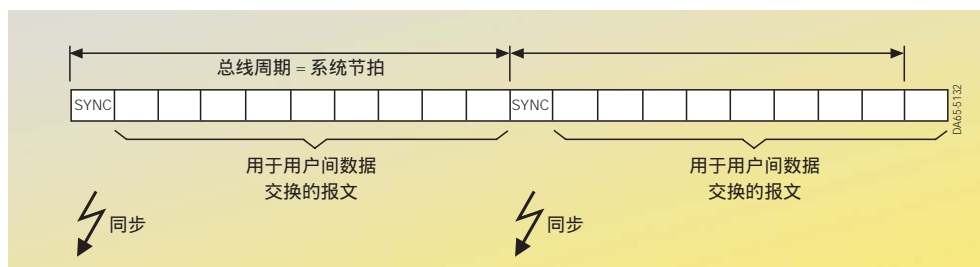 总线周期 = 系统节拍
SYNC
SYNC
DA65-5132
用于用户间数据
交换的报文
用于用户间数据
交换的报文
同步
同步